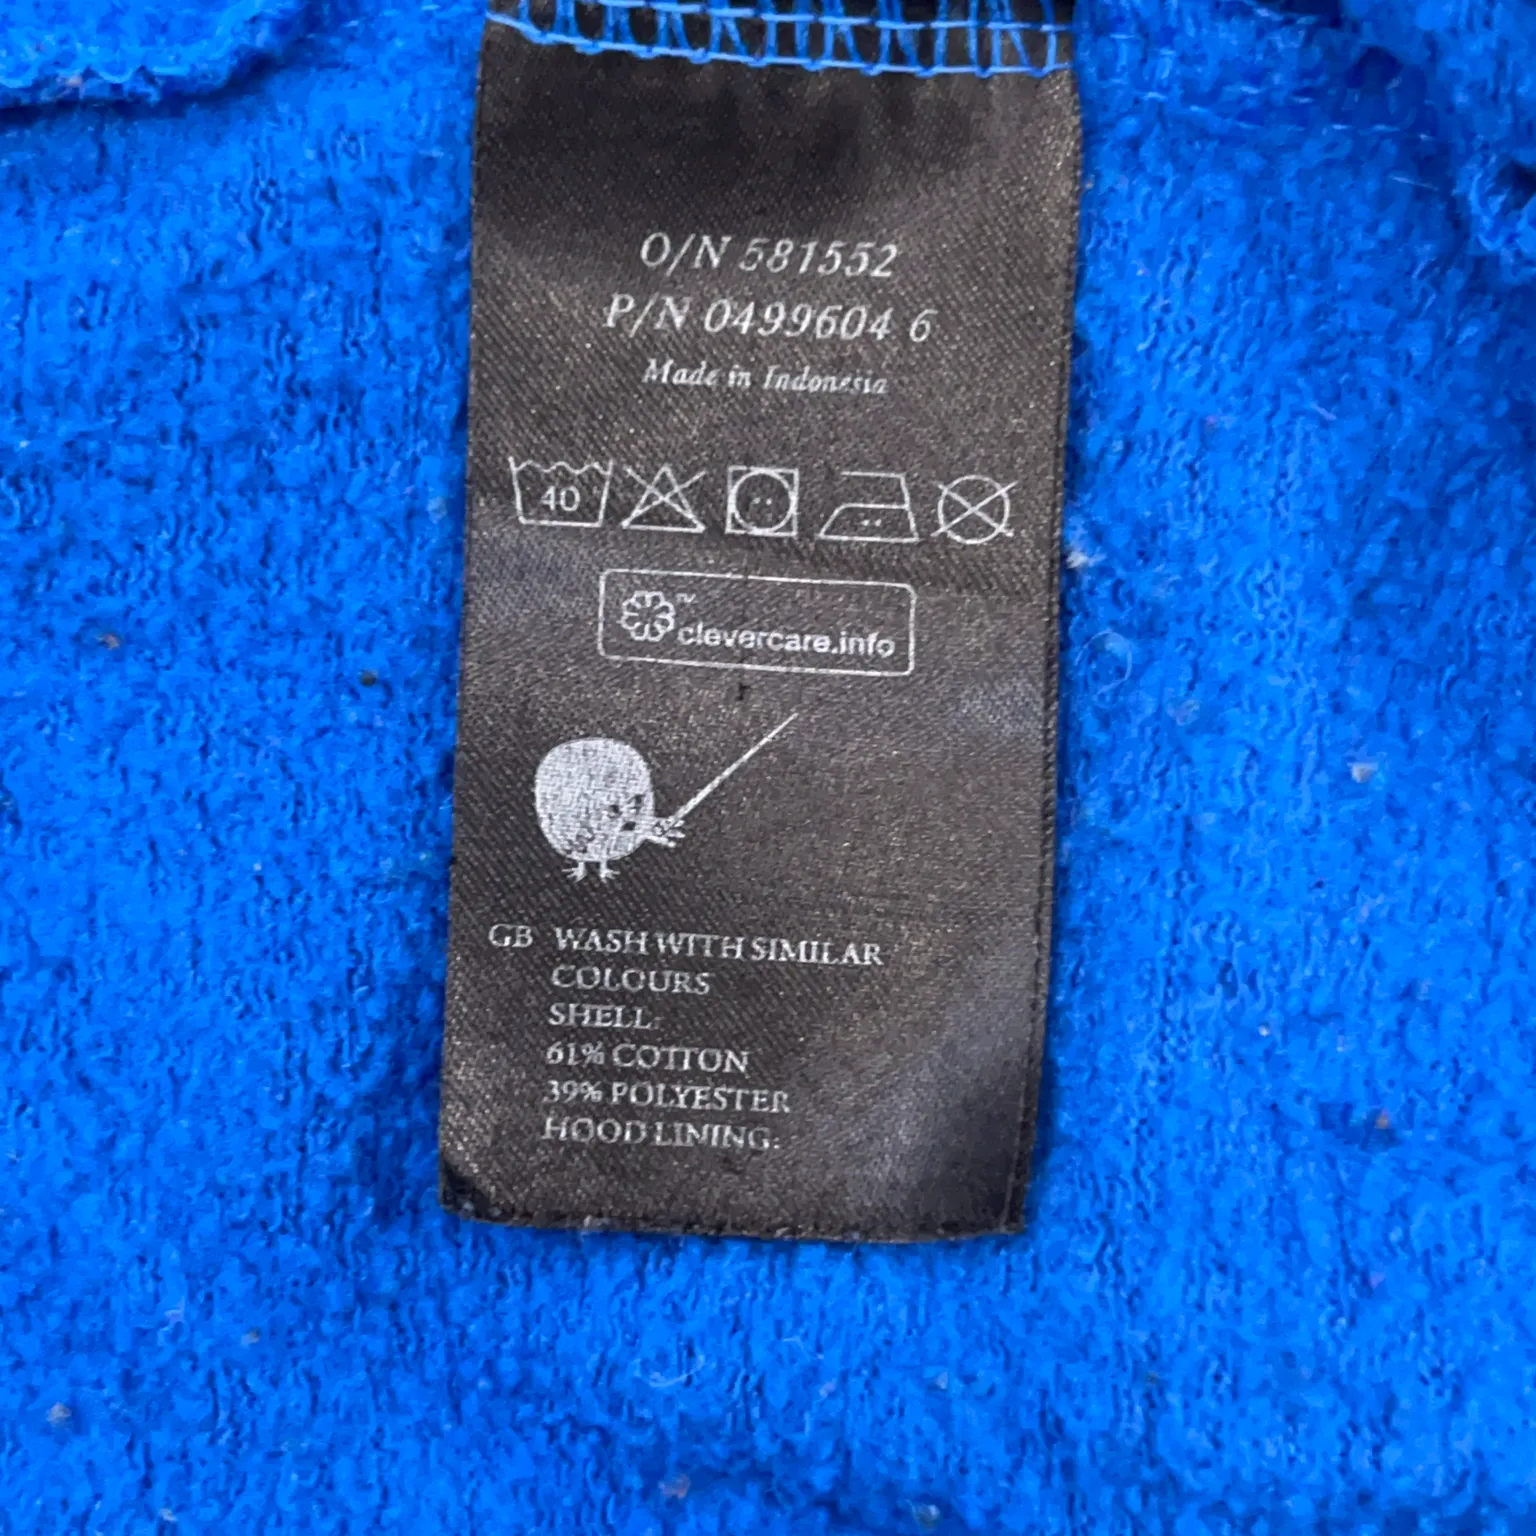 O/N 581552
P/N 0499604 6
Made in Indonesia
40
™
clevercare.info
GB WASH WITH SIMILAR
COLOURS
SHELL:
61% COTTON
39% POLYESTER
HOOD LINING: